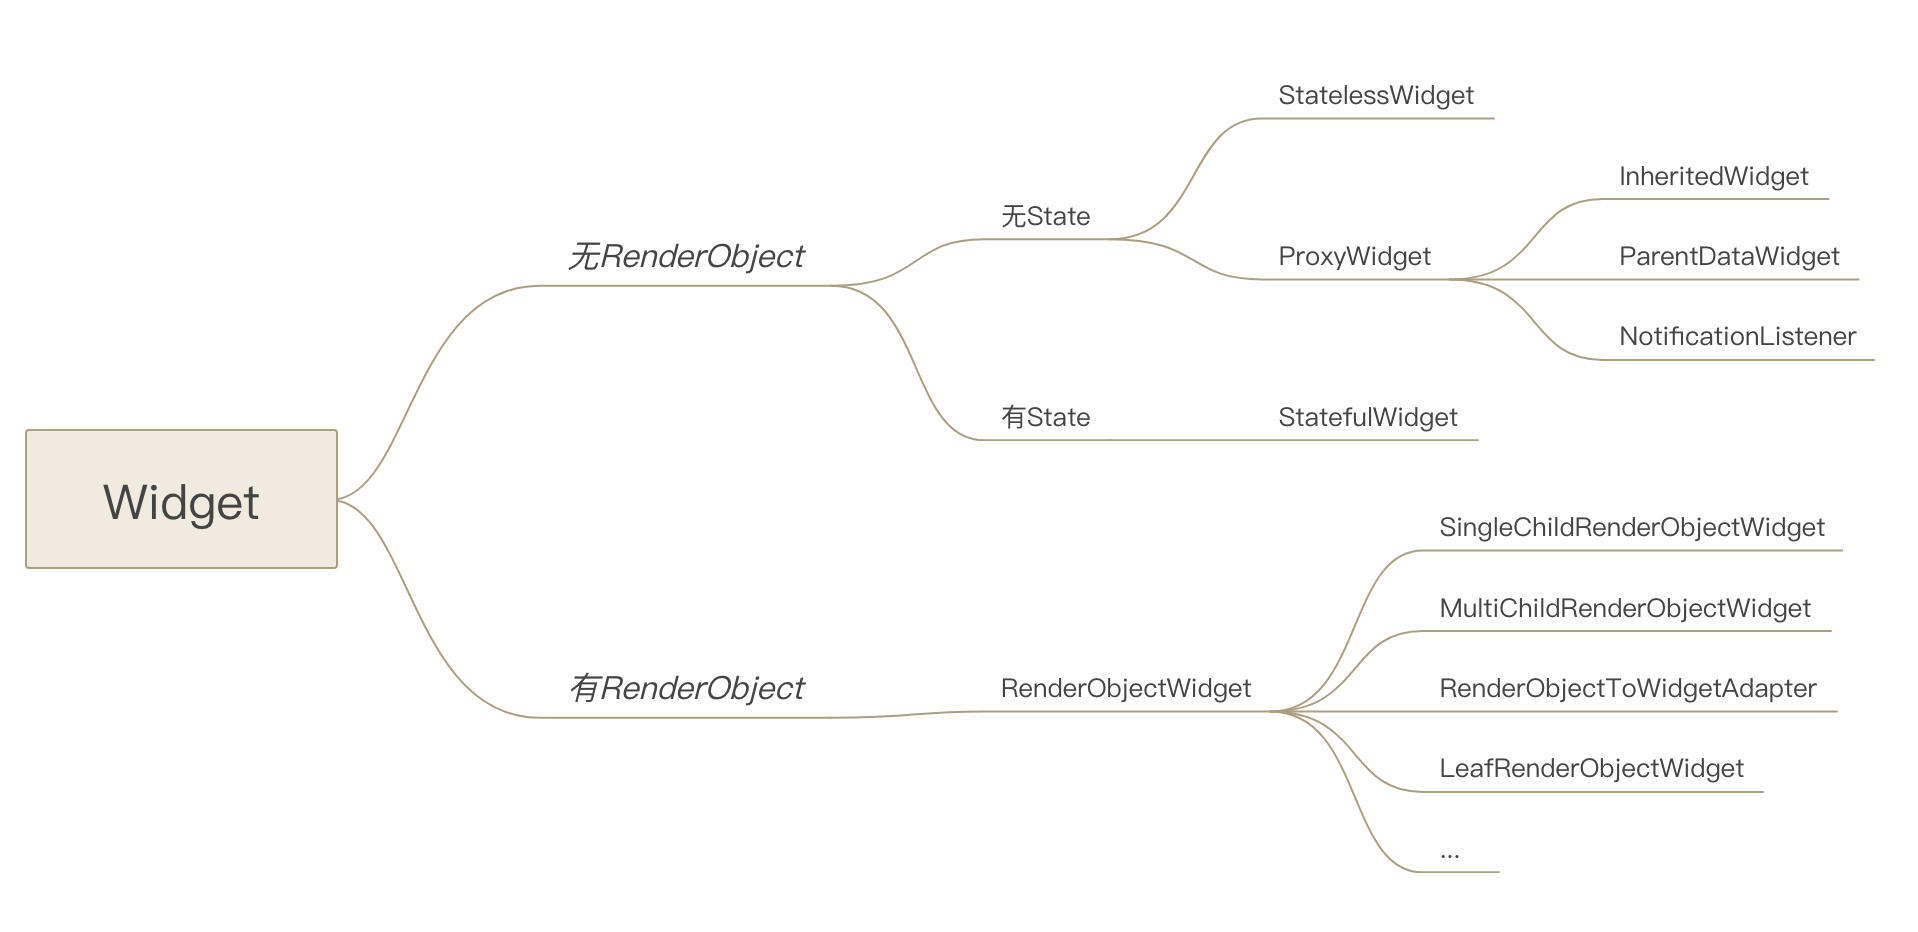 Widget
无RenderObject
无State
StatelessWidget
ProxyWidget
InheritedWidget
ParentDataWidget
NotificationListener
有State
StatefulWidget
有RenderObject
RenderObjectWidget
SingleChildRenderObjectWidget
MultiChildRenderObjectWidget
RenderObjectToWidgetAdapter
LeafRenderObjectWidget
...